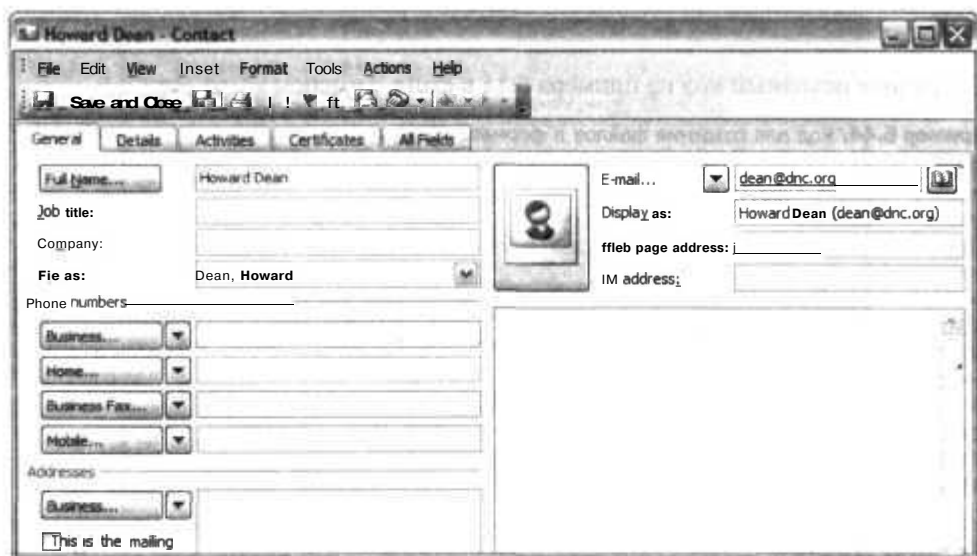 Howard Dean - Contact
File Edit View Inset Format Tools Actions Help
Save and Close
General Details Activities Certificates All Fields
Full Name... Howard Dean
Job title:
Company:
Fie as: Dean, Howard
E-mail... dean@dnc.org
Display as: Howard Dean (dean@dnc.org)
ffleb page address:
IM address:
Phone numbers
Business...
Home...
Business Fax...
Mobile...
Addresses
Business...
This is the mailing